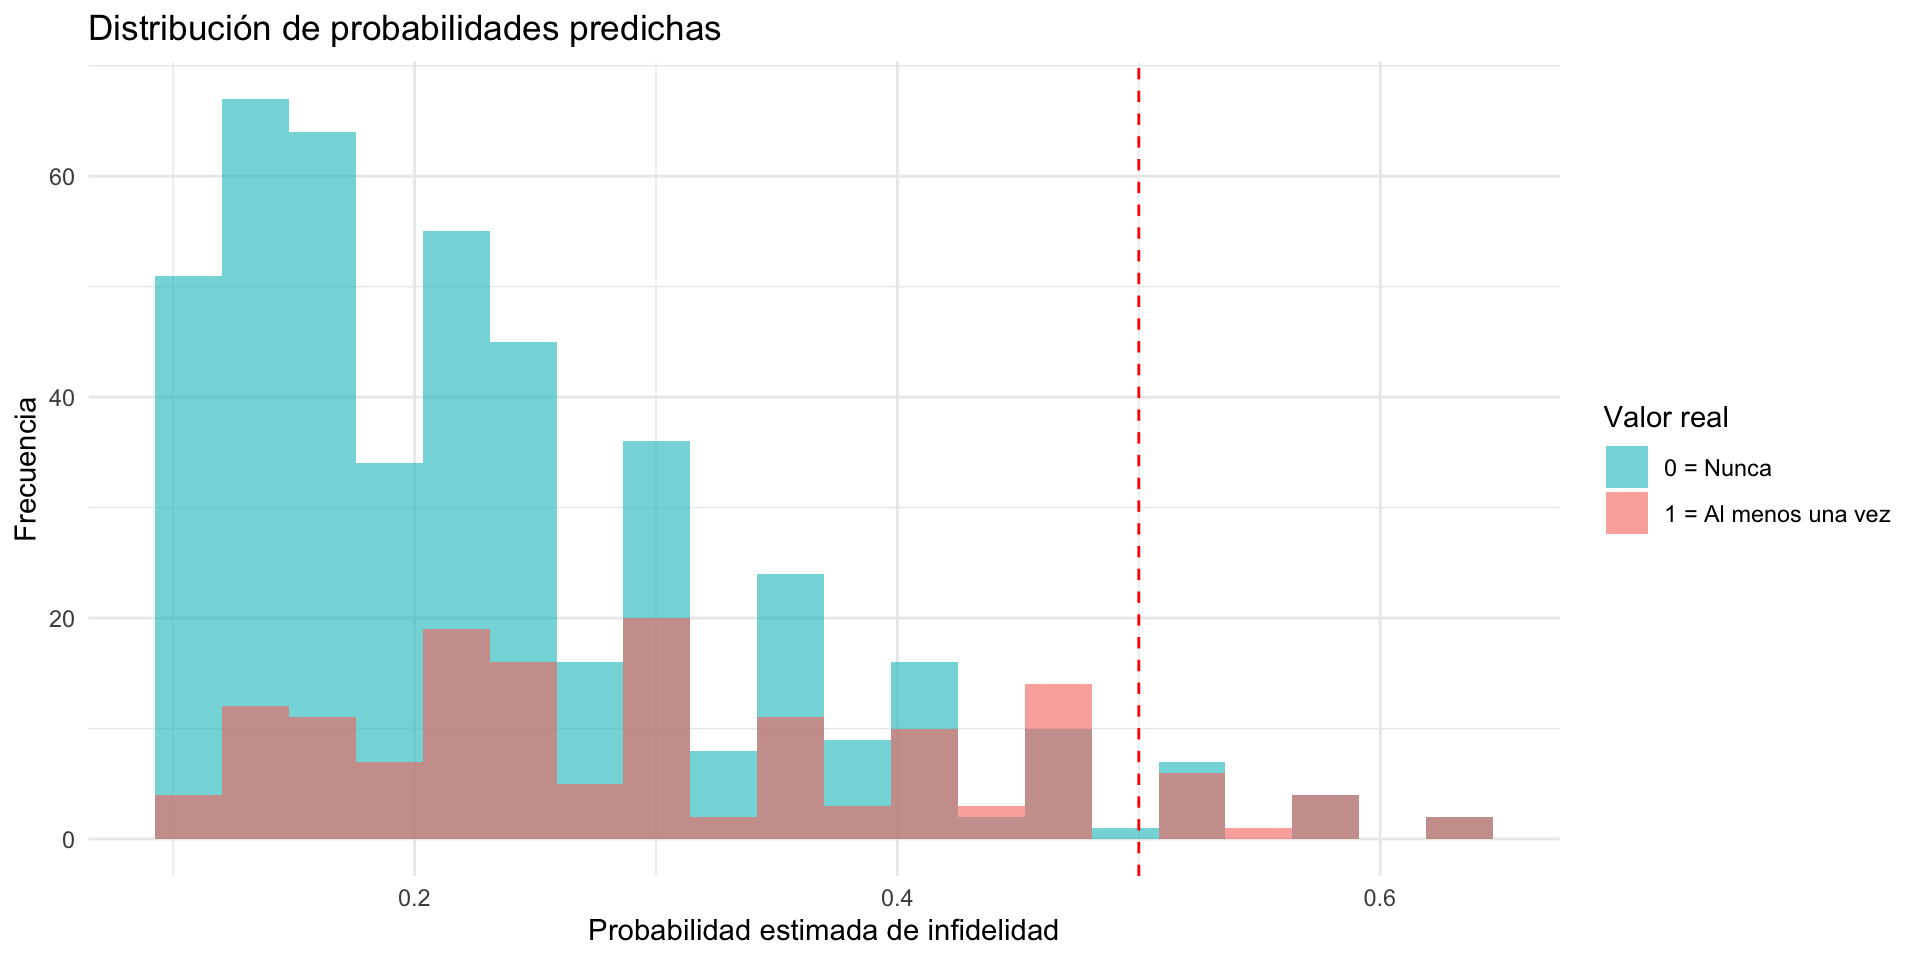 Distribución de probabilidades predichas
60
40
20
0
Frecuencia
0.2
0.4
0.6
Probabilidad estimada de infidelidad
Valor real
0 = Nunca
1 = Al menos una vez